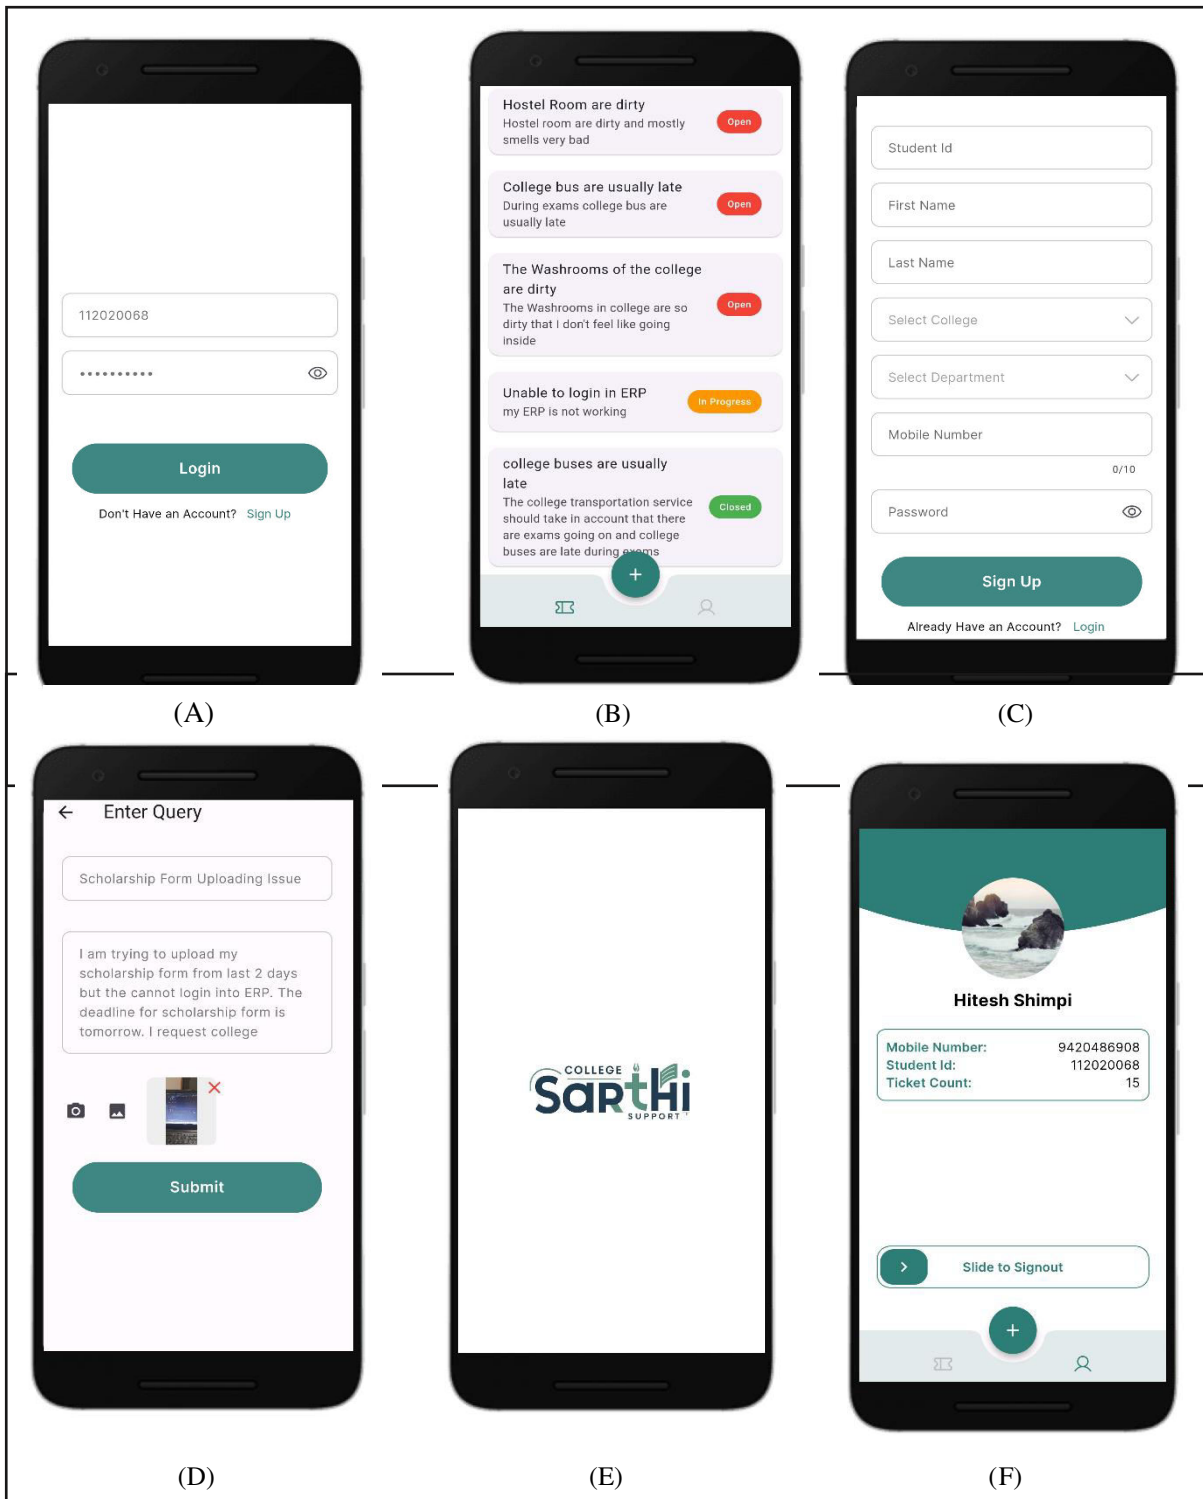 112020068
••••••••••
Login
Don't Have an Account? Sign Up
(A)
Hostel Room are dirty
Hostel room are dirty and mostly
smells very bad
Open
College bus are usually late
During exams college bus are
usually late
Open
The Washrooms of the college
are dirty
The Washrooms in college are so
dirty that I don't feel like going
inside
Open
Unable to login in ERP
my ERP is not working
In Progress
college buses are usually
late
The college transportation service
should take in account that there
are exams going on and college
buses are late during exams
Closed
+
(B)
Student Id
First Name
Last Name
Select College
Select Department
Mobile Number
0/10
Password
Sign Up
Already Have an Account? Login
(C)
Enter Query
Scholarship Form Uploading Issue
I am trying to upload my
scholarship form from last 2 days
but the cannot login into ERP. The
deadline for scholarship form is
tomorrow. I request college
Submit
(D)
COLLEGE
SARtHi
SUPPORT
(E)
Hitesh Shimpi
Mobile Number: 9420486908
Student Id: 112020068
Ticket Count: 15
Slide to Signout
+
(F)